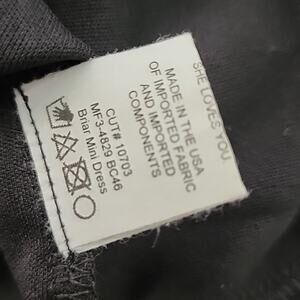 SHE LOVES YOU.
MADE IN THE USA
OF IMPORTED FABRIC
AND IMPORTED
COMPONENTS
CUT# 10703
MF3-4829 BC46
Briar Mini Dress